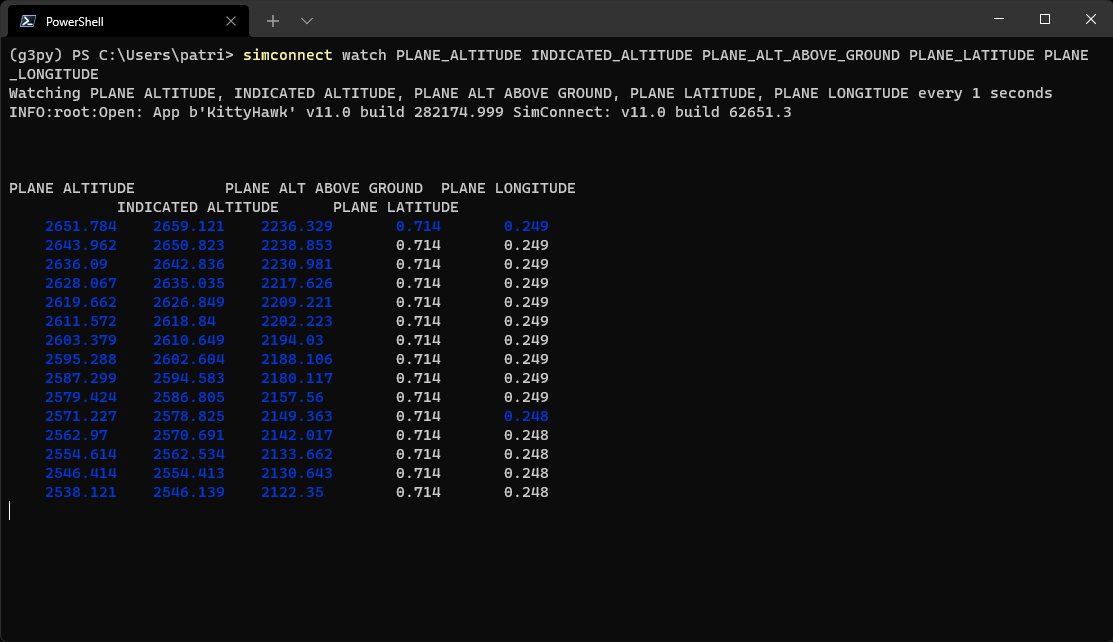 PowerShell
(g3py) PS C:\Users\patri> simconnect watch PLANE_ALTITUDE INDICATED_ALTITUDE PLANE_ALT_ABOVE_GROUND PLANE_LATITUDE PLANE
_LONGITUDE
Watching PLANE ALTITUDE, INDICATED ALTITUDE, PLANE ALT ABOVE GROUND, PLANE LATITUDE, PLANE LONGITUDE every 1 seconds
INFO:root:Open: App b'KittyHawk' v11.0 build 282174.999 SimConnect: v11.0 build 62651.3
PLANE ALTITUDE PLANE ALT ABOVE GROUND PLANE LONGITUDE
INDICATED ALTITUDE PLANE LATITUDE
2651.784 2659.121 2236.329 0.714 0.249
2643.962 2650.823 2238.853 0.714 0.249
2636.09 2642.836 2230.981 0.714 0.249
2628.067 2635.035 2217.626 0.714 0.249
2619.662 2626.849 2209.221 0.714 0.249
2611.572 2618.84 2202.223 0.714 0.249
2603.379 2610.649 2194.03 0.714 0.249
2595.288 2602.604 2188.106 0.714 0.249
2587.299 2594.583 2180.117 0.714 0.249
2579.424 2586.805 2157.56 0.714 0.249
2571.227 2578.825 2149.363 0.714 0.248
2562.97 2570.691 2142.017 0.714 0.248
2554.614 2562.534 2133.662 0.714 0.248
2546.414 2554.413 2130.643 0.714 0.248
2538.121 2546.139 2122.35 0.714 0.248